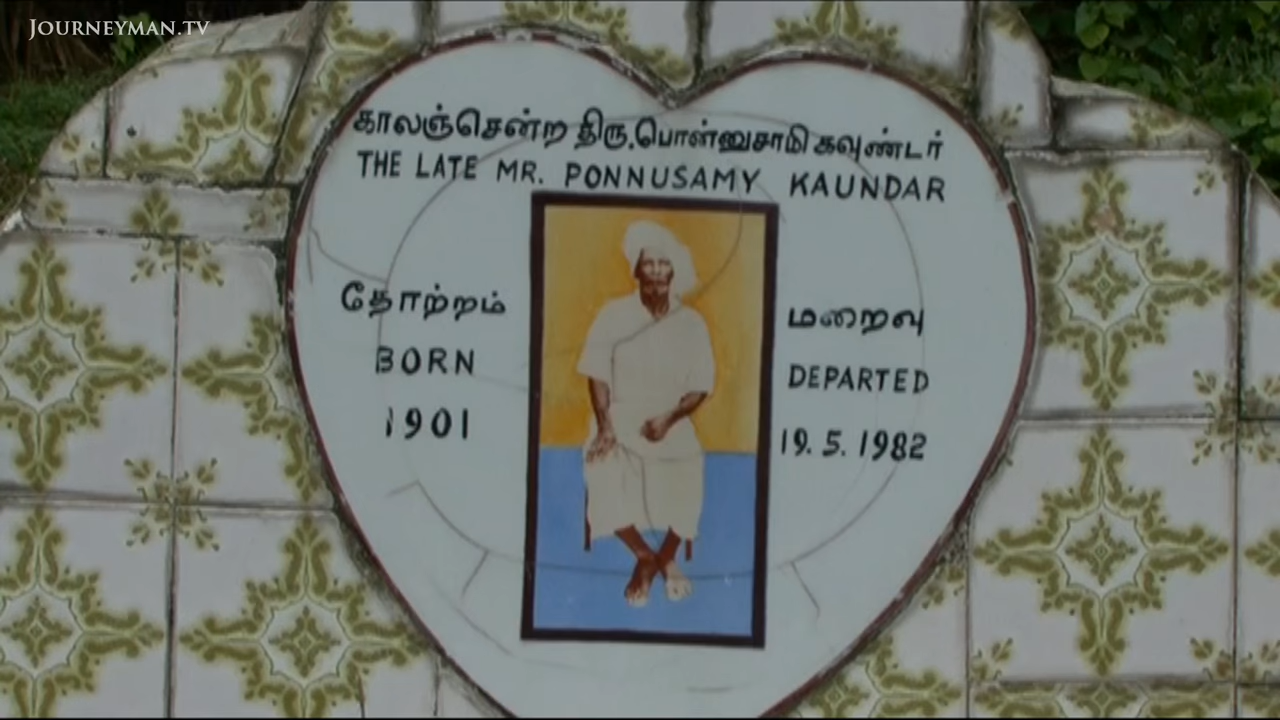 JOURNEYMAN.TV
காலஞ்சென்ற திரு.பொன்னுசாமி கவுண்டர்
THE LATE MR. PONNUSAMY KAUNDAR
தோற்றம்
BORN
1901
மறைவு
DEPARTED
19.5.1982